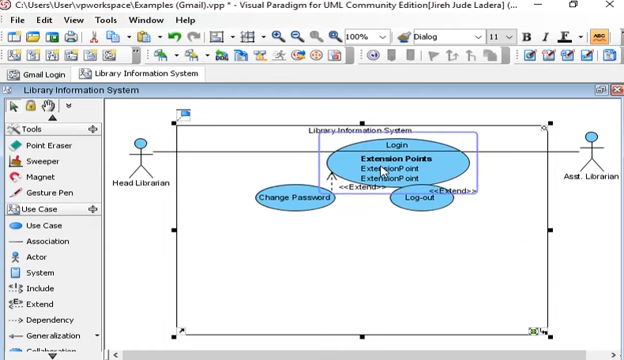 C:\Users\User\vpworkspace\Examples (Gmail).vpp * - Visual Paradigm for UML Community Edition[Jireh Jude Ladera] (...
File Edit View Tools Window Help
100% Dialog 11 B I F ABC
Gmail Login Library Information System
Library Information System
Tools
Point Eraser
Sweeper
Magnet
Gesture Pen
Use Case
Use Case
Association
Actor
System
Include
Extend
Dependency
Generalization
Collaboration
Library Information System
Login
Extension Points
ExtensionPoint
ExtensionPoint
<<Extend>> <<Extend>>
Change Password Log-out
Head Librarian
Asst. Librarian